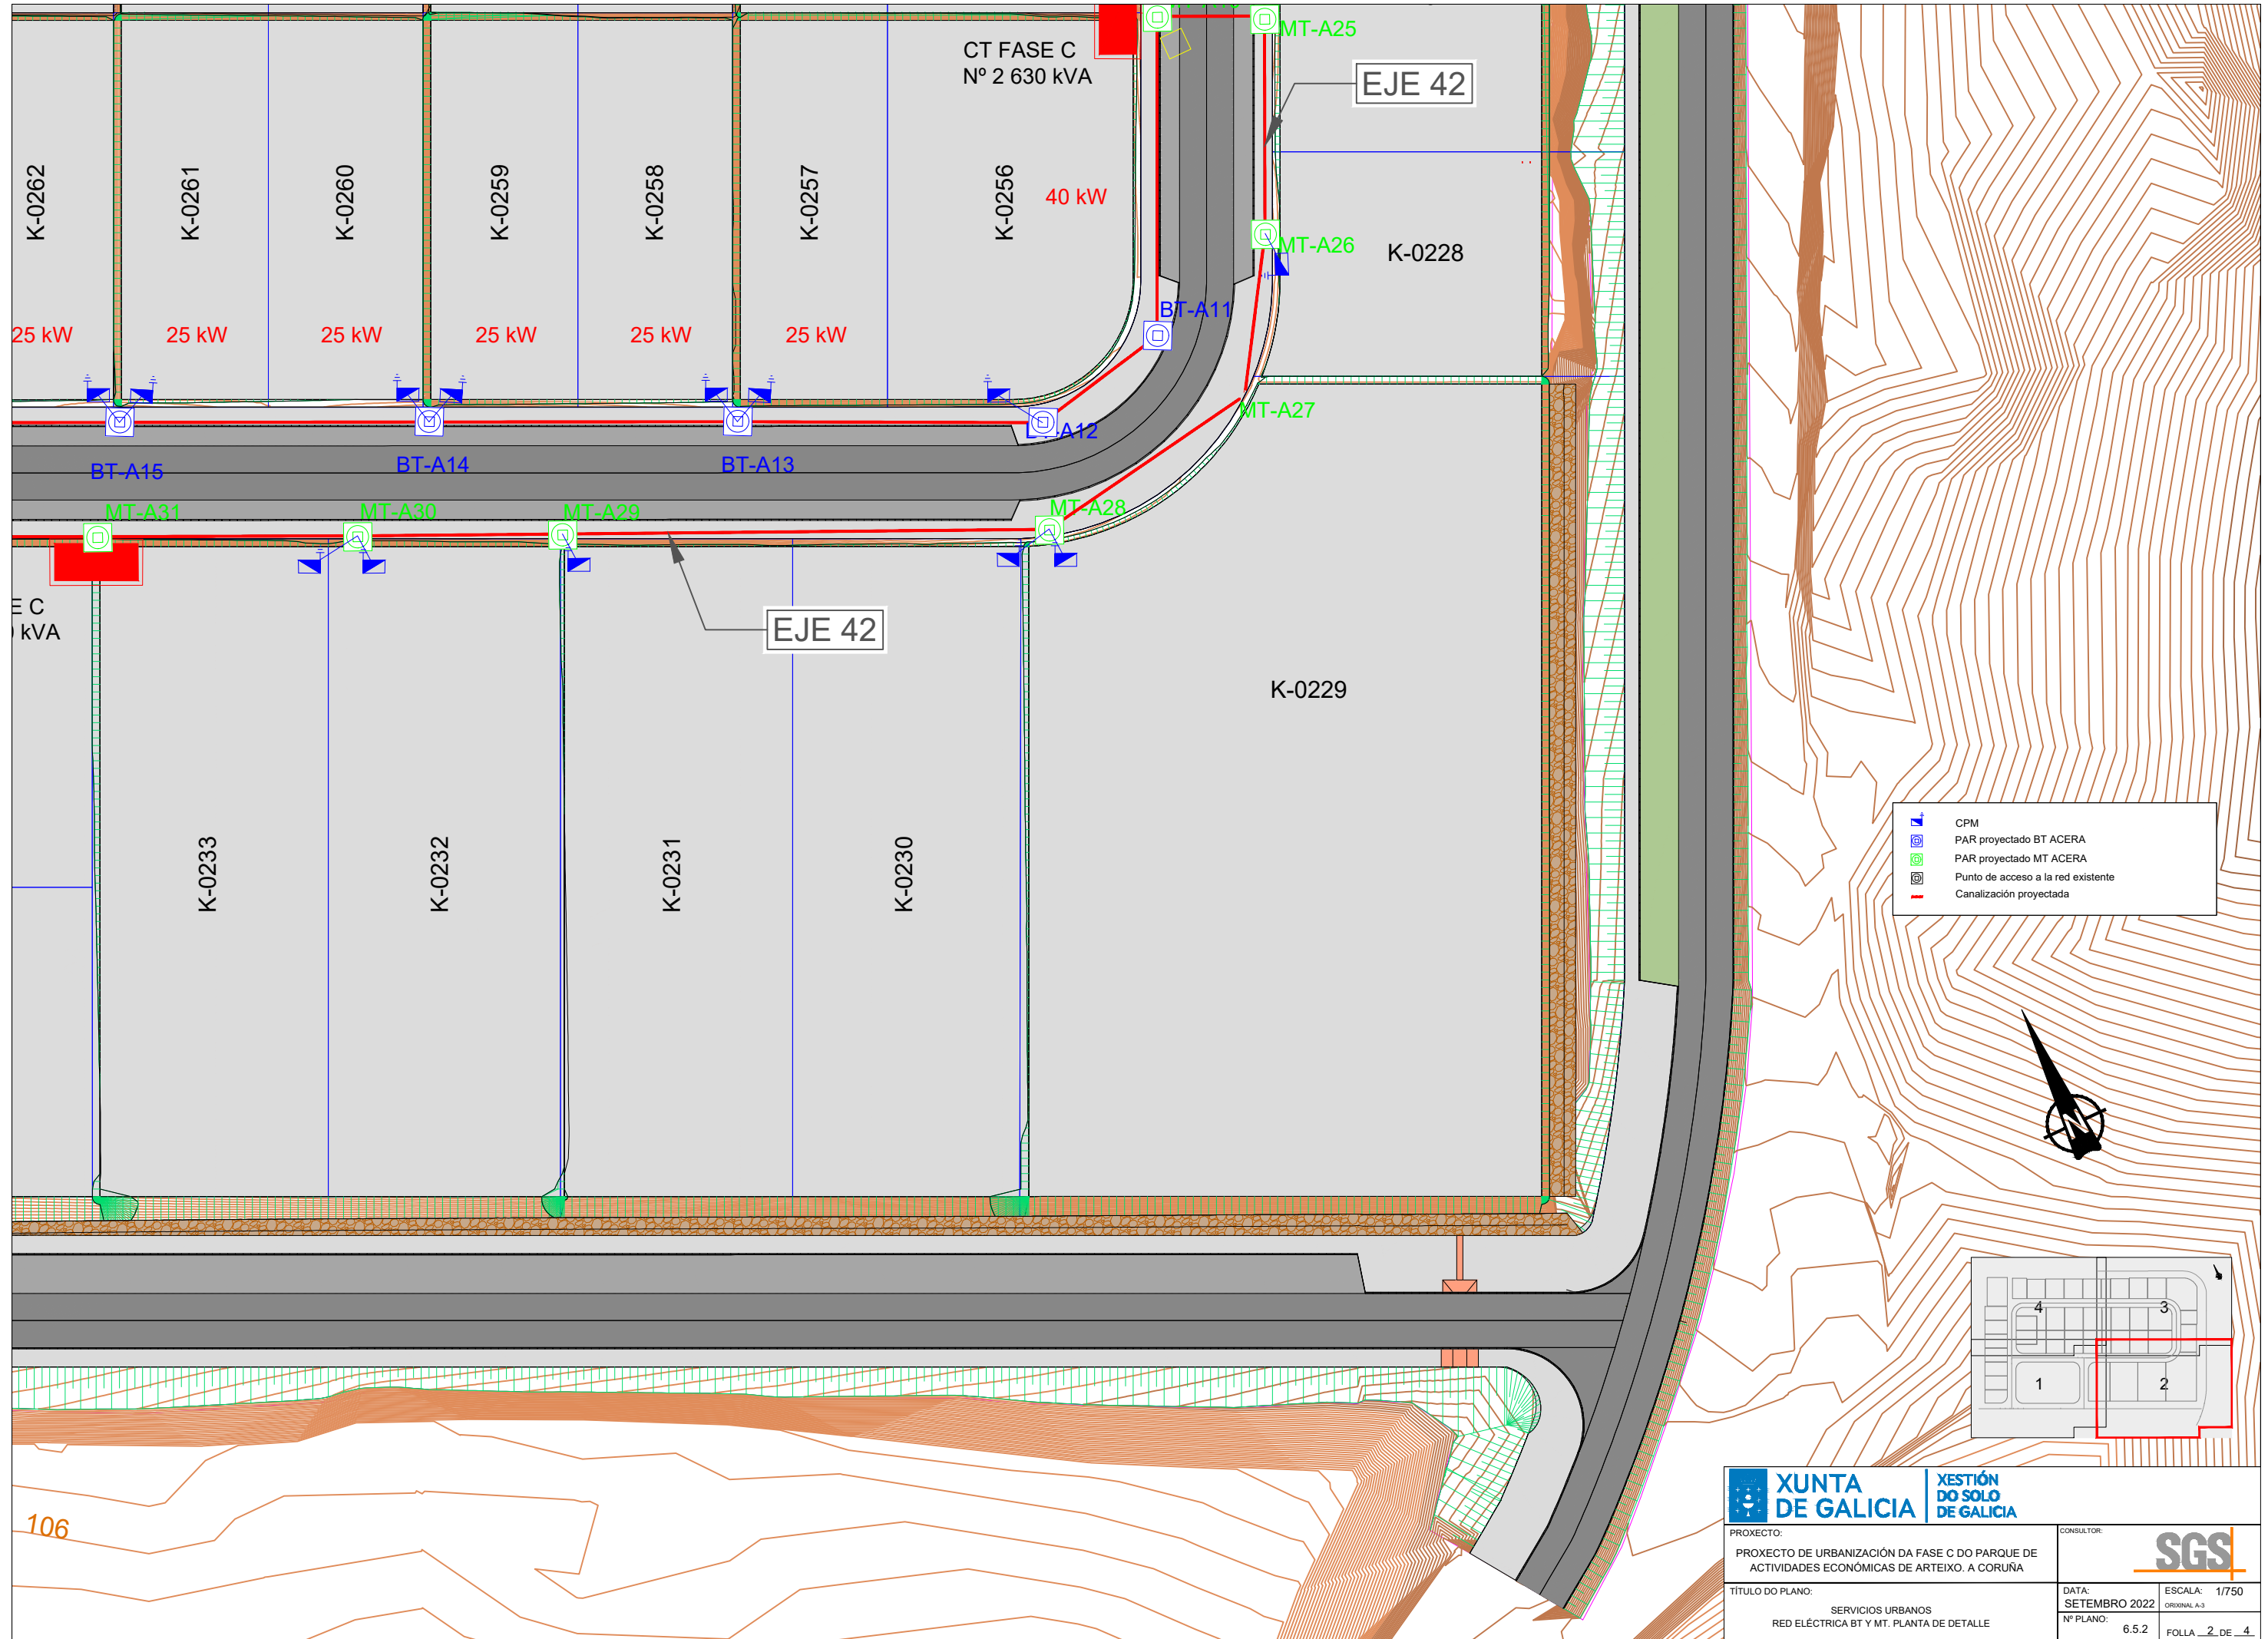 MT-A25
CT FASE C
Nº 2 630 kVA
EJE 42
K-0262
K-0261
K-0260
K-0259
K-0258
K-0257
K-0256
40 kW
MT-A26
K-0228
BT-A11
25 kW
25 kW
25 kW
25 kW
25 kW
25 kW
MT-A27
BT-A12
BT-A15
BT-A14
BT-A13
MT-A31
MT-A30
MT-A29
MT-A28
E C
kVA
EJE 42
K-0229
K-0233
K-0232
K-0231
K-0230
CPM
PAR proyectado BT ACERA
PAR proyectado MT ACERA
Punto de acceso a la red existente
Canalización proyectada
4
3
1
2
106
XUNTA
DE GALICIA
XESTIÓN
DO SOLO
DE GALICIA
PROXECTO:
PROXECTO DE URBANIZACIÓN DA FASE C DO PARQUE DE
ACTIVIDADES ECONÓMICAS DE ARTEIXO. A CORUÑA
CONSULTOR:
SGS
TÍTULO DO PLANO:
SERVICIOS URBANOS
RED ELÉCTRICA BT Y MT. PLANTA DE DETALLE
DATA:
SETEMBRO 2022
ESCALA: 1/750
ORIXINAL A-3
Nº PLANO:
6.5.2
FOLLA 2 DE 4